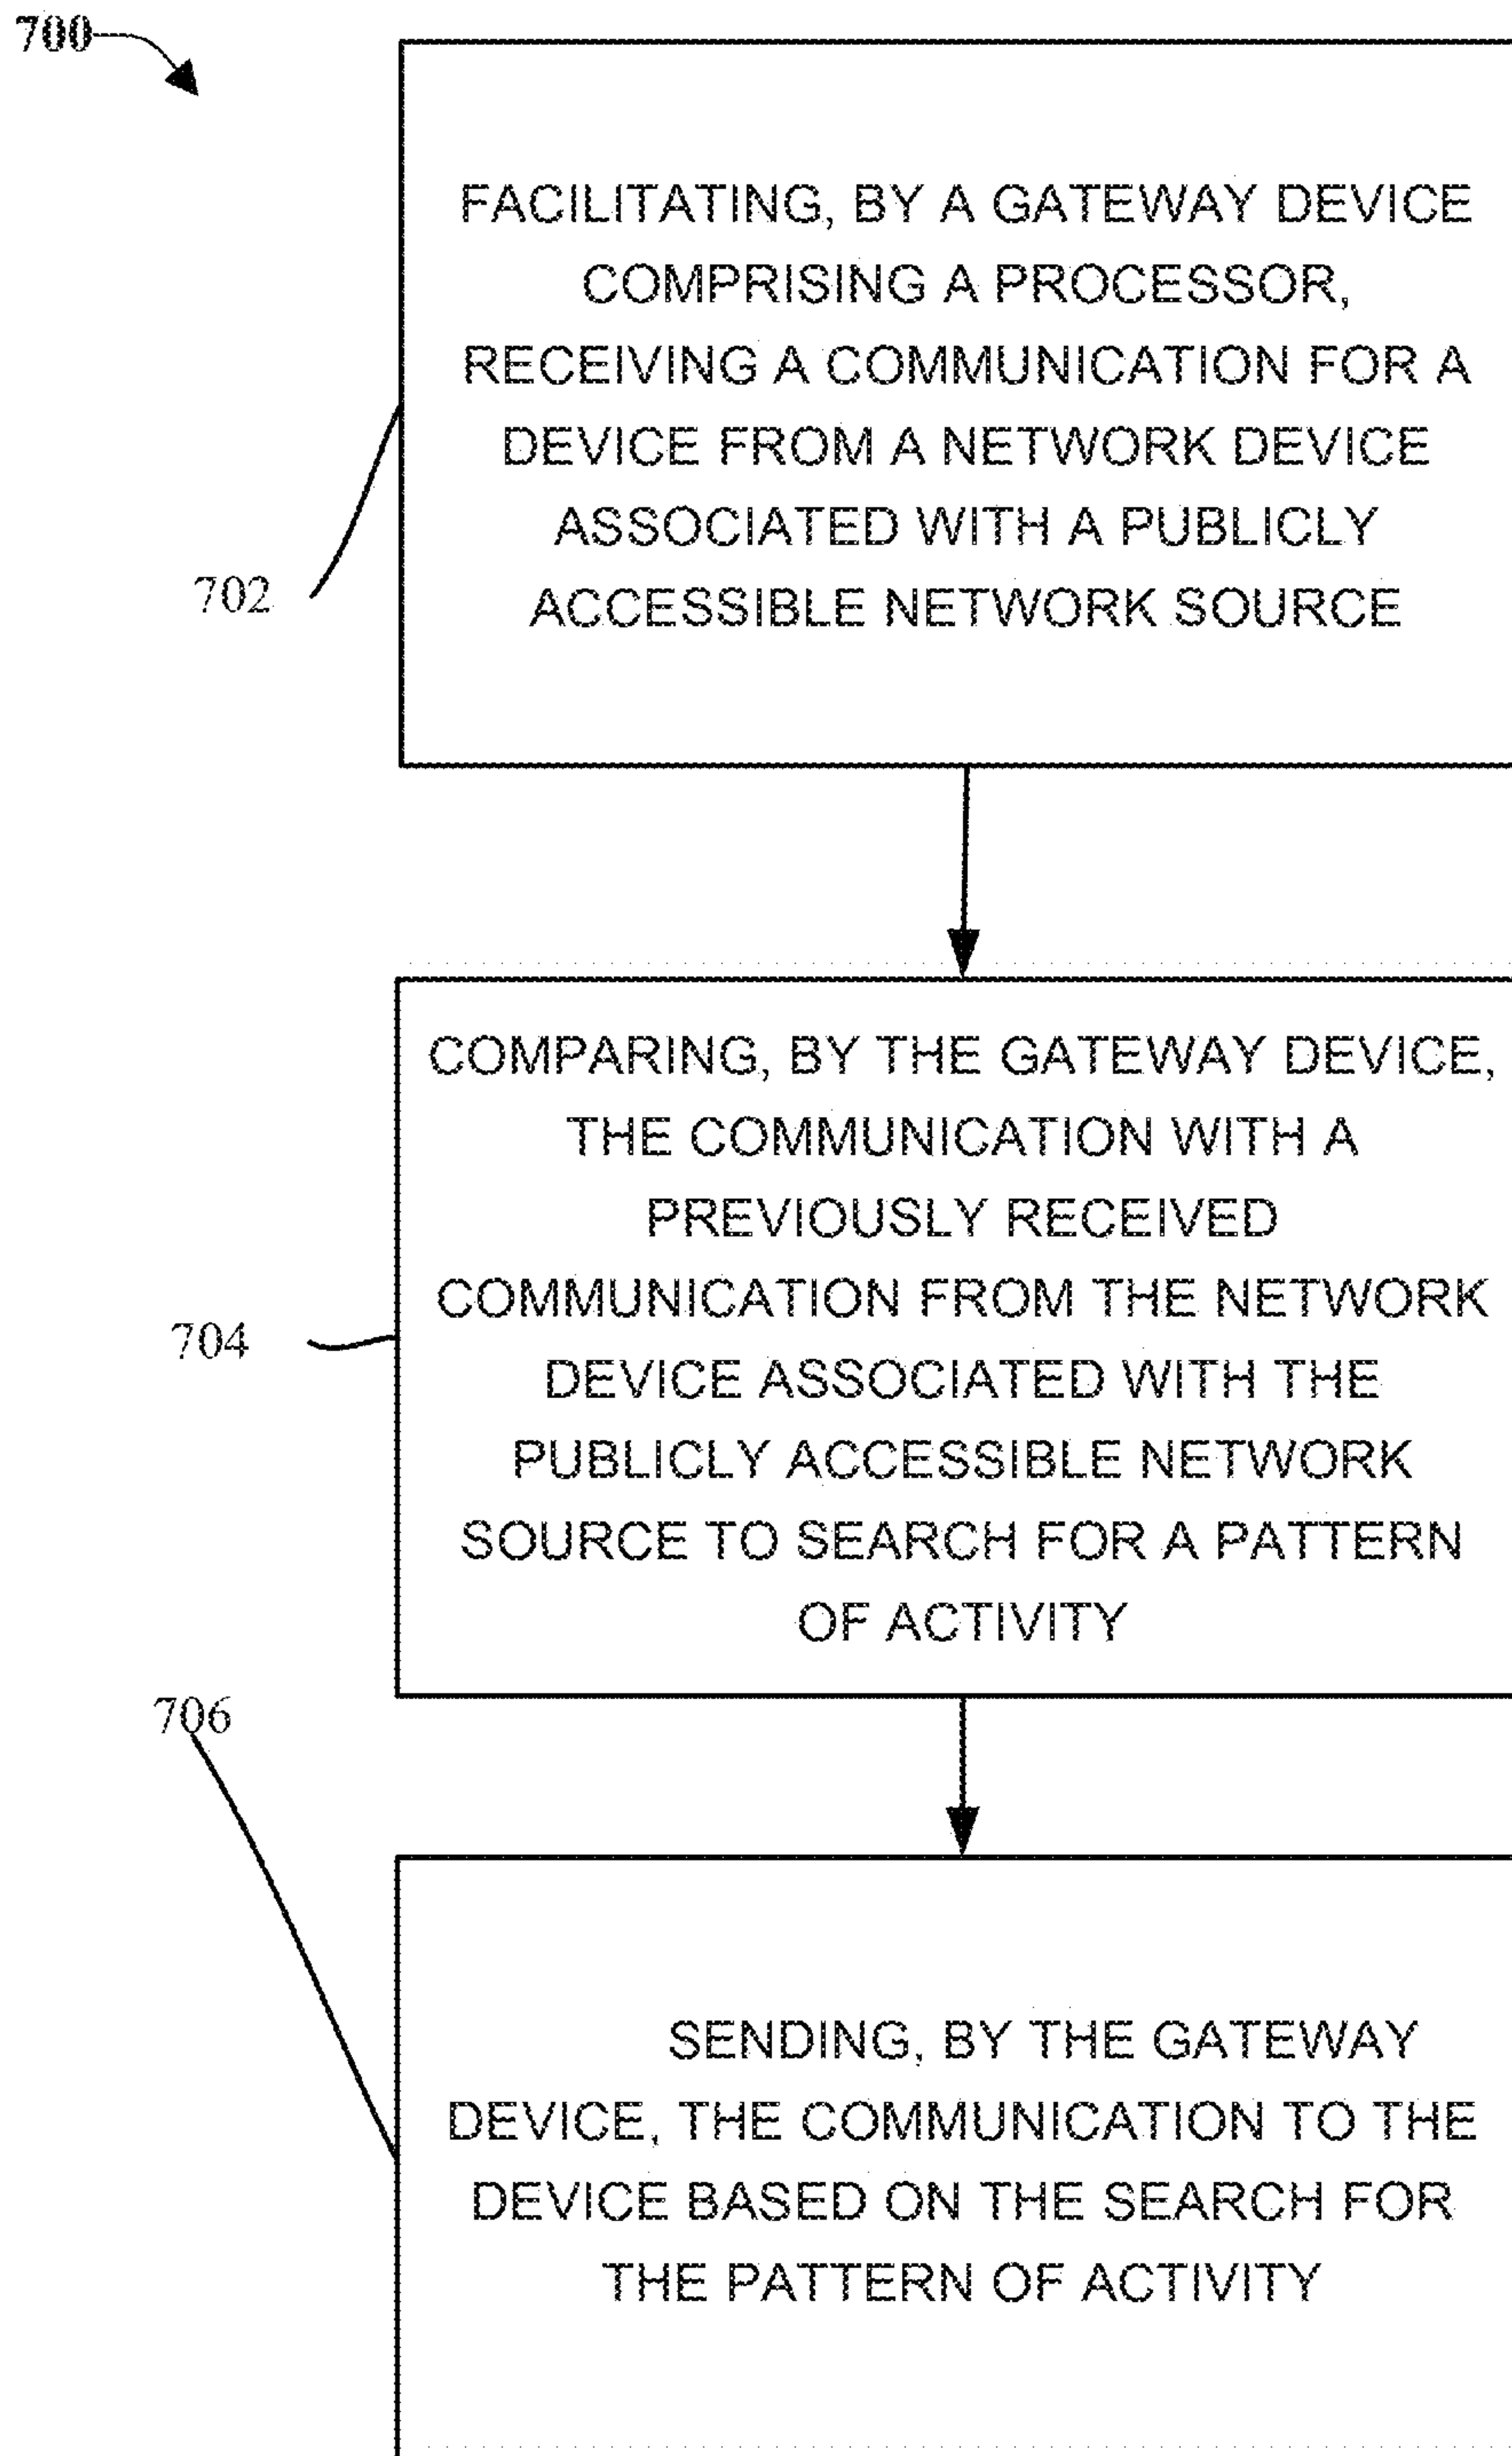 700
FACILITATING, BY A GATEWAY DEVICE
COMPRISING A PROCESSOR,
RECEIVING A COMMUNICATION FOR A
DEVICE FROM A NETWORK DEVICE
ASSOCIATED WITH A PUBLICLY
ACCESSIBLE NETWORK SOURCE
702
COMPARING, BY THE GATEWAY DEVICE,
THE COMMUNICATION WITH A
PREVIOUSLY RECEIVED
COMMUNICATION FROM THE NETWORK
DEVICE ASSOCIATED WITH THE
PUBLICLY ACCESSIBLE NETWORK
SOURCE TO SEARCH FOR A PATTERN
OF ACTIVITY
704
706
SENDING, BY THE GATEWAY
DEVICE, THE COMMUNICATION TO THE
DEVICE BASED ON THE SEARCH FOR
THE PATTERN OF ACTIVITY